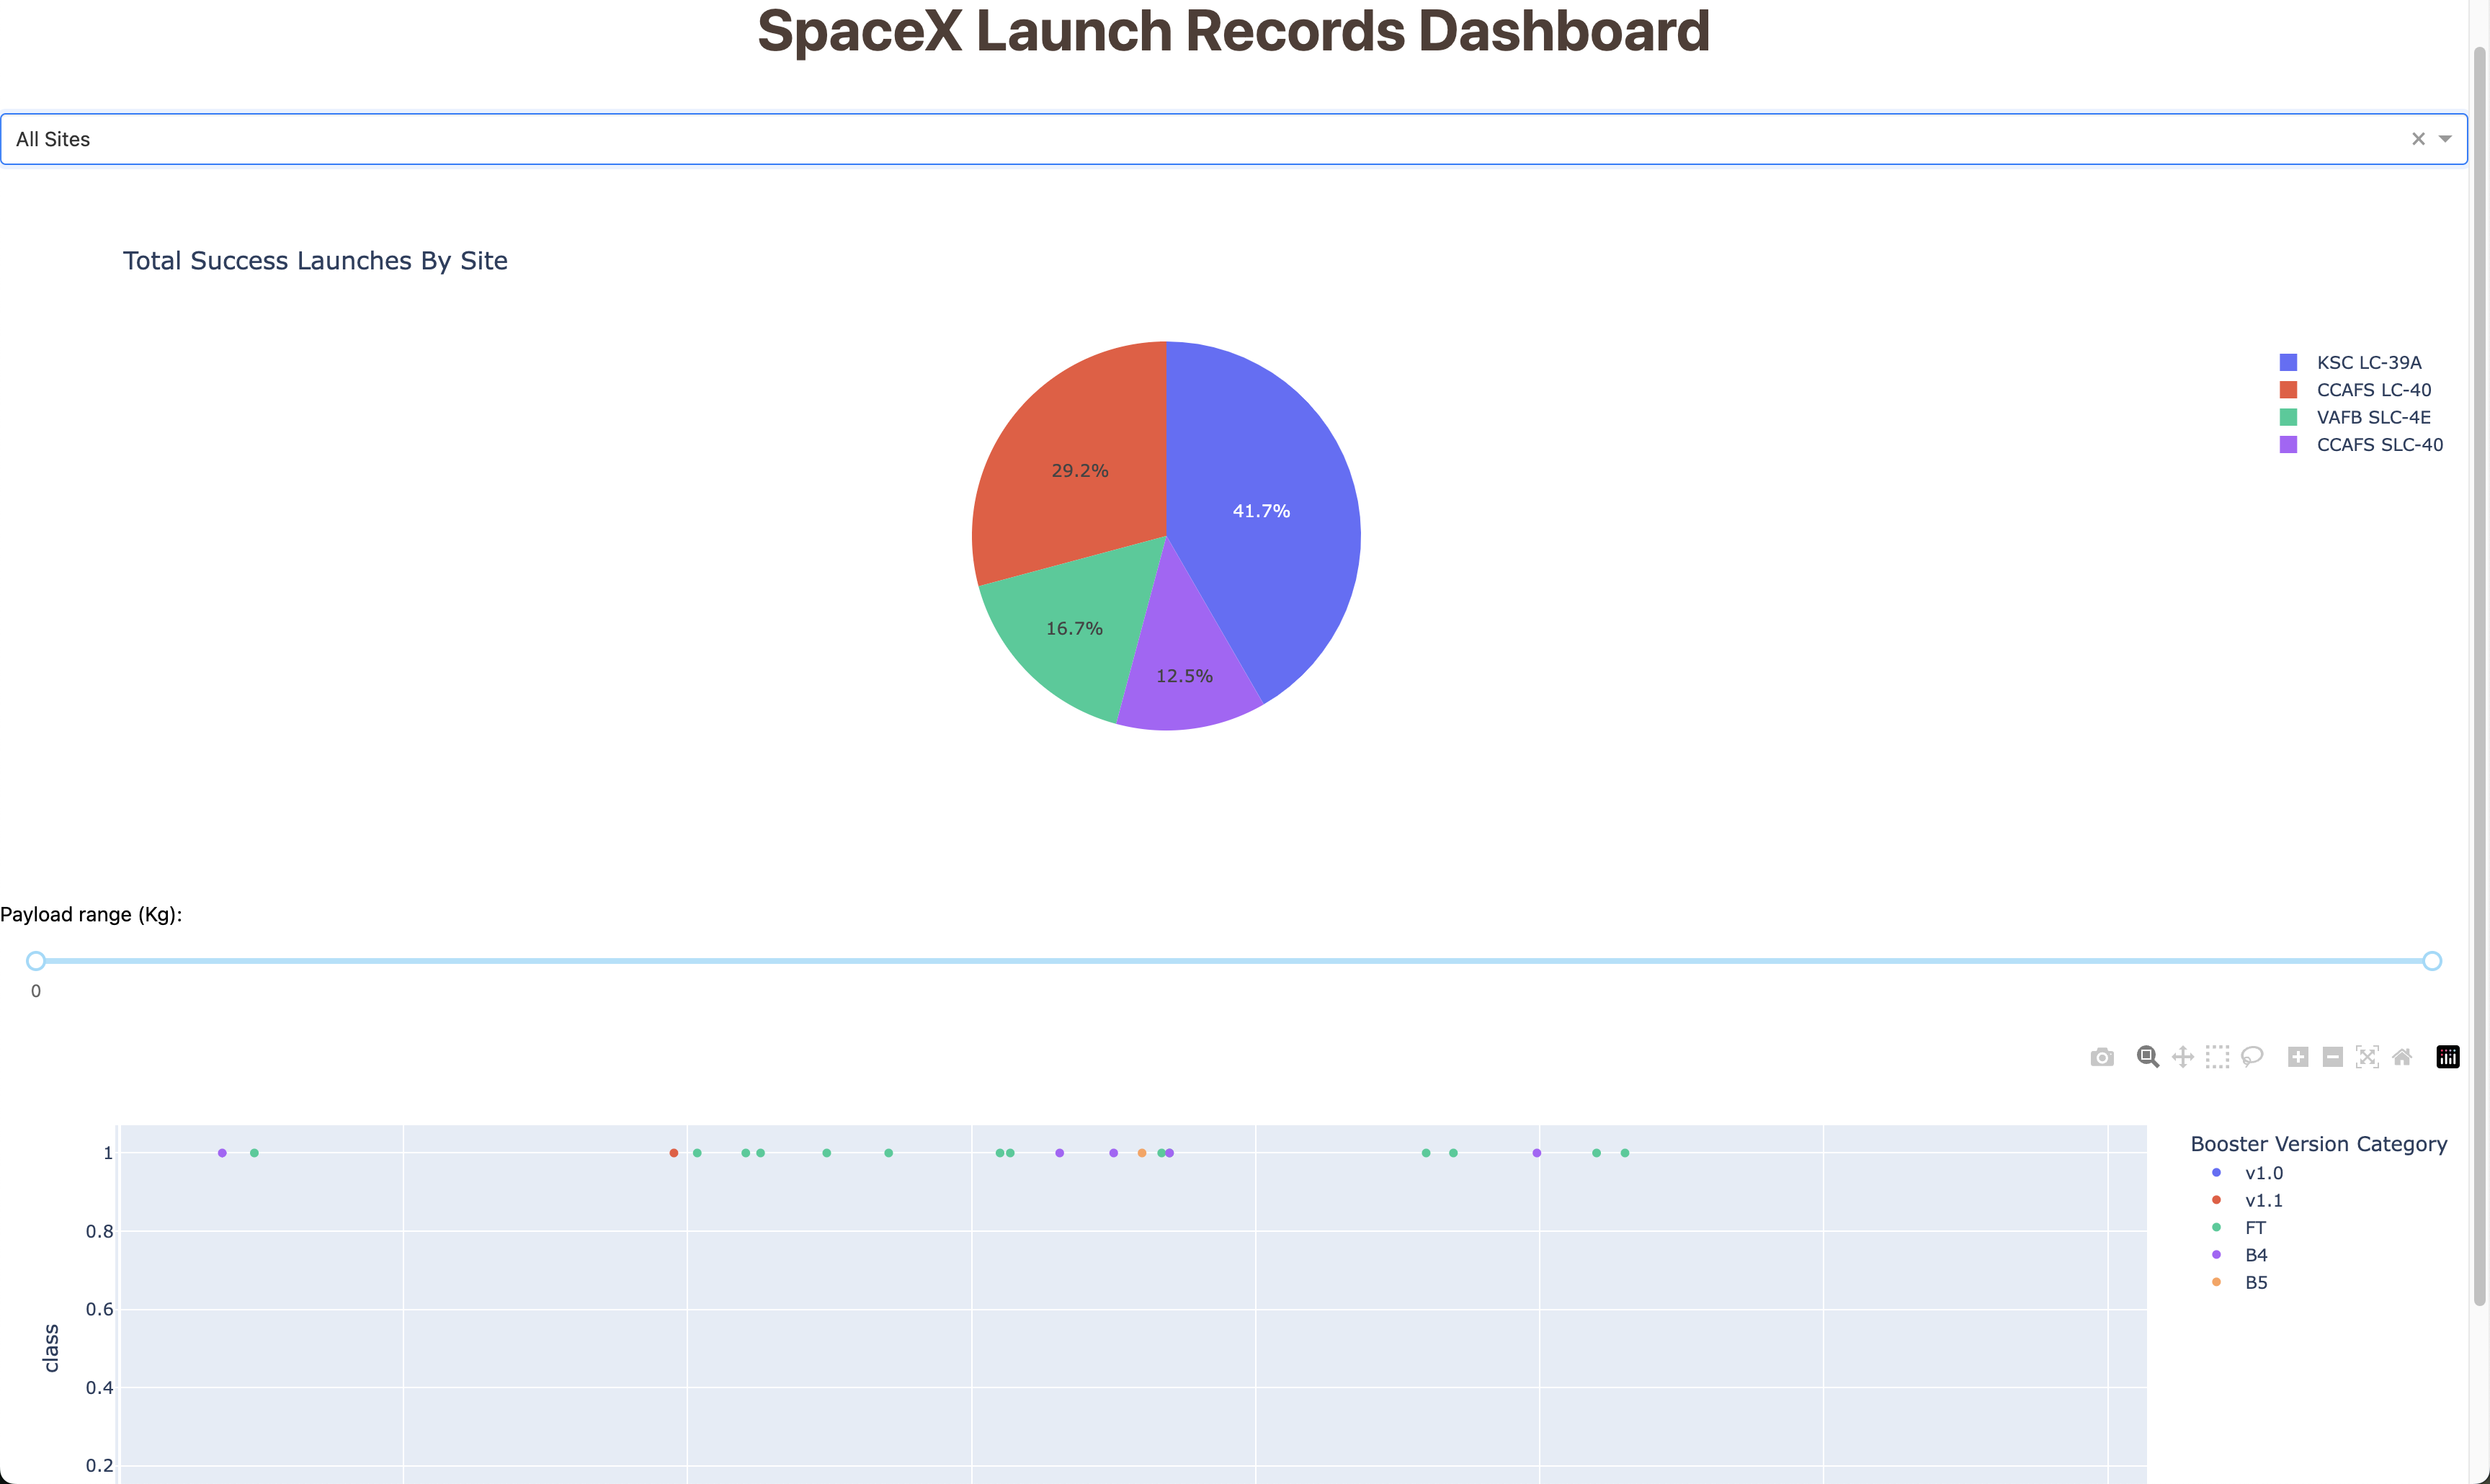 SpaceX Launch Records Dashboard
All Sites
Total Success Launches By Site
KSC LC-39A
CCAFS LC-40
VAFB SLC-4E
CCAFS SLC-40
29.2%
41.7%
16.7%
12.5%
Payload range (Kg):
0
1
0.8
0.6
0.4
0.2
class
Booster Version Category
v1.0
v1.1
FT
B4
B5